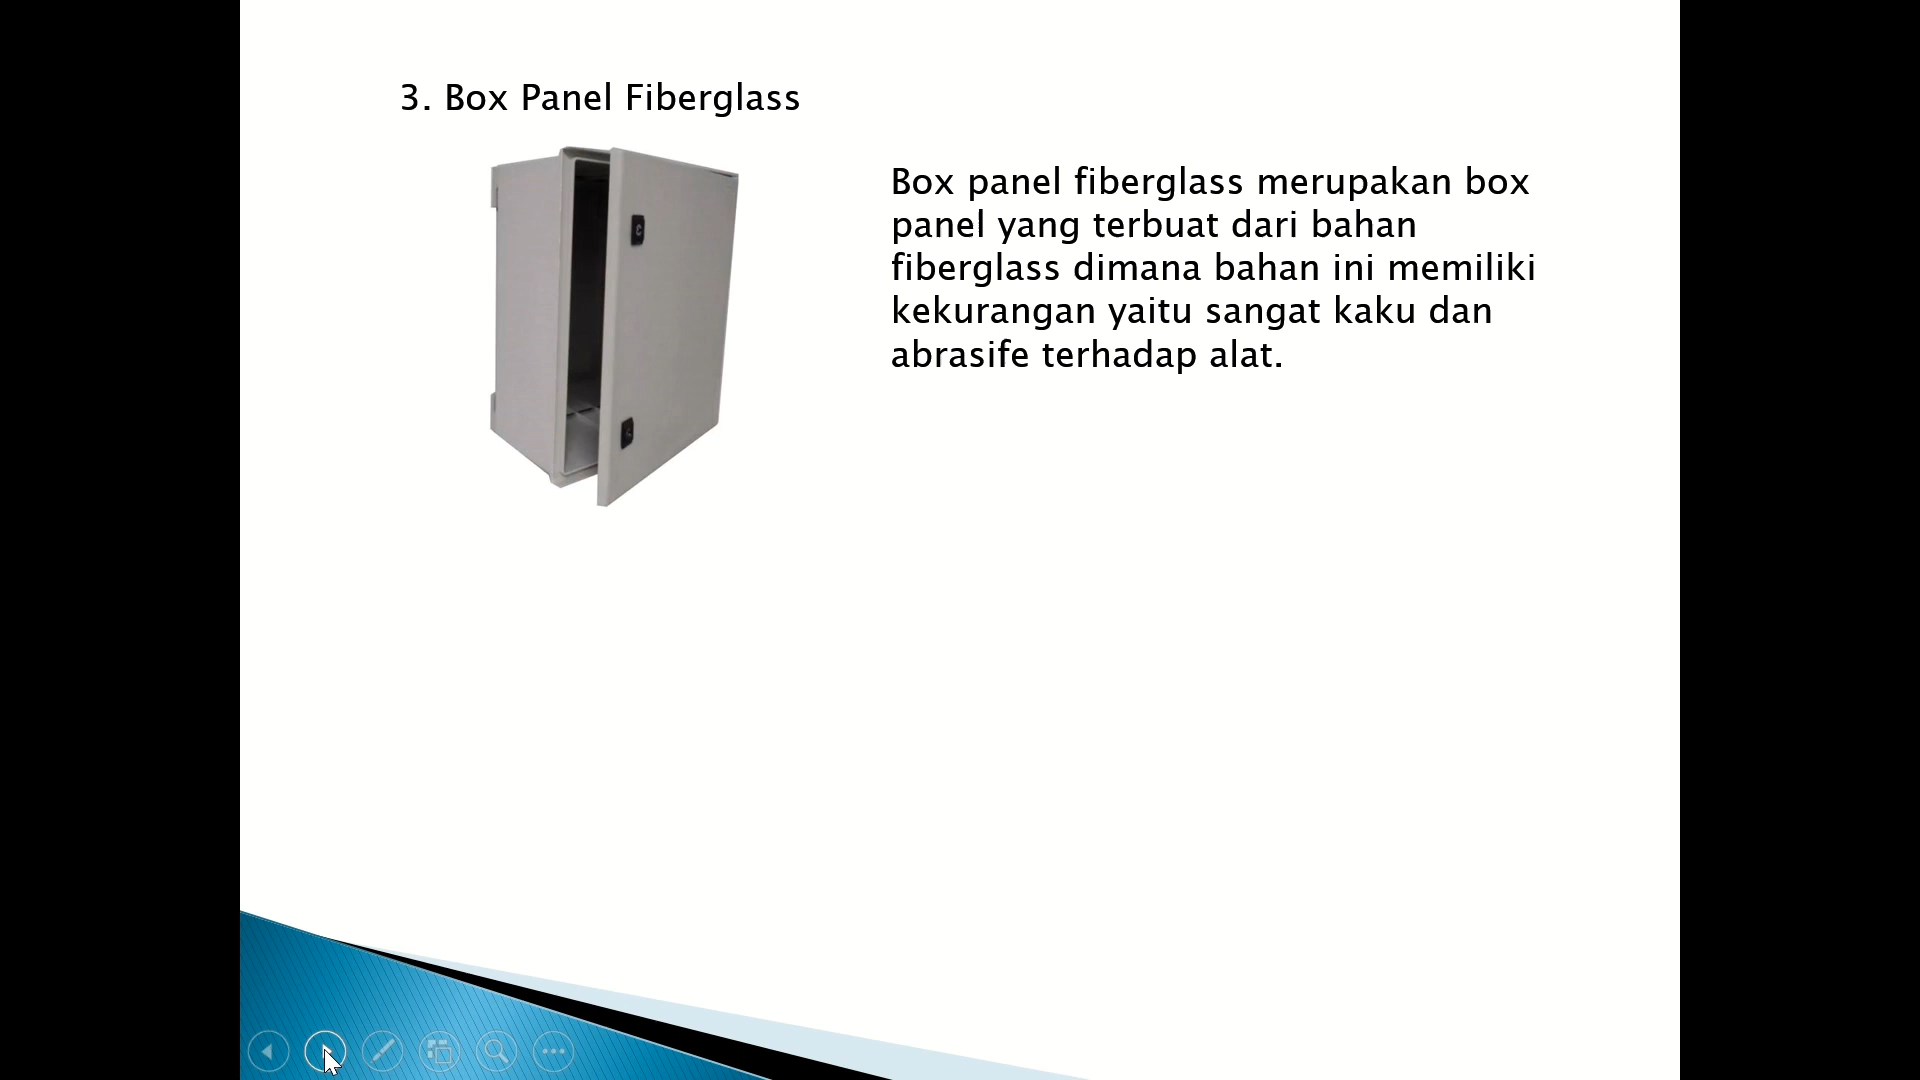 3. Box Panel Fiberglass
Box panel fiberglass merupakan box
panel yang terbuat dari bahan
fiberglass dimana bahan ini memiliki
kekurangan yaitu sangat kaku dan
abrasife terhadap alat.